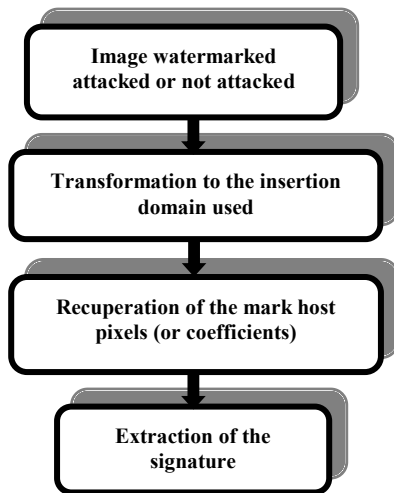 Image watermarked
attacked or not attacked
Transformation to the insertion
domain used
Recuperation of the mark host
pixels (or coefficients)
Extraction of the
signature